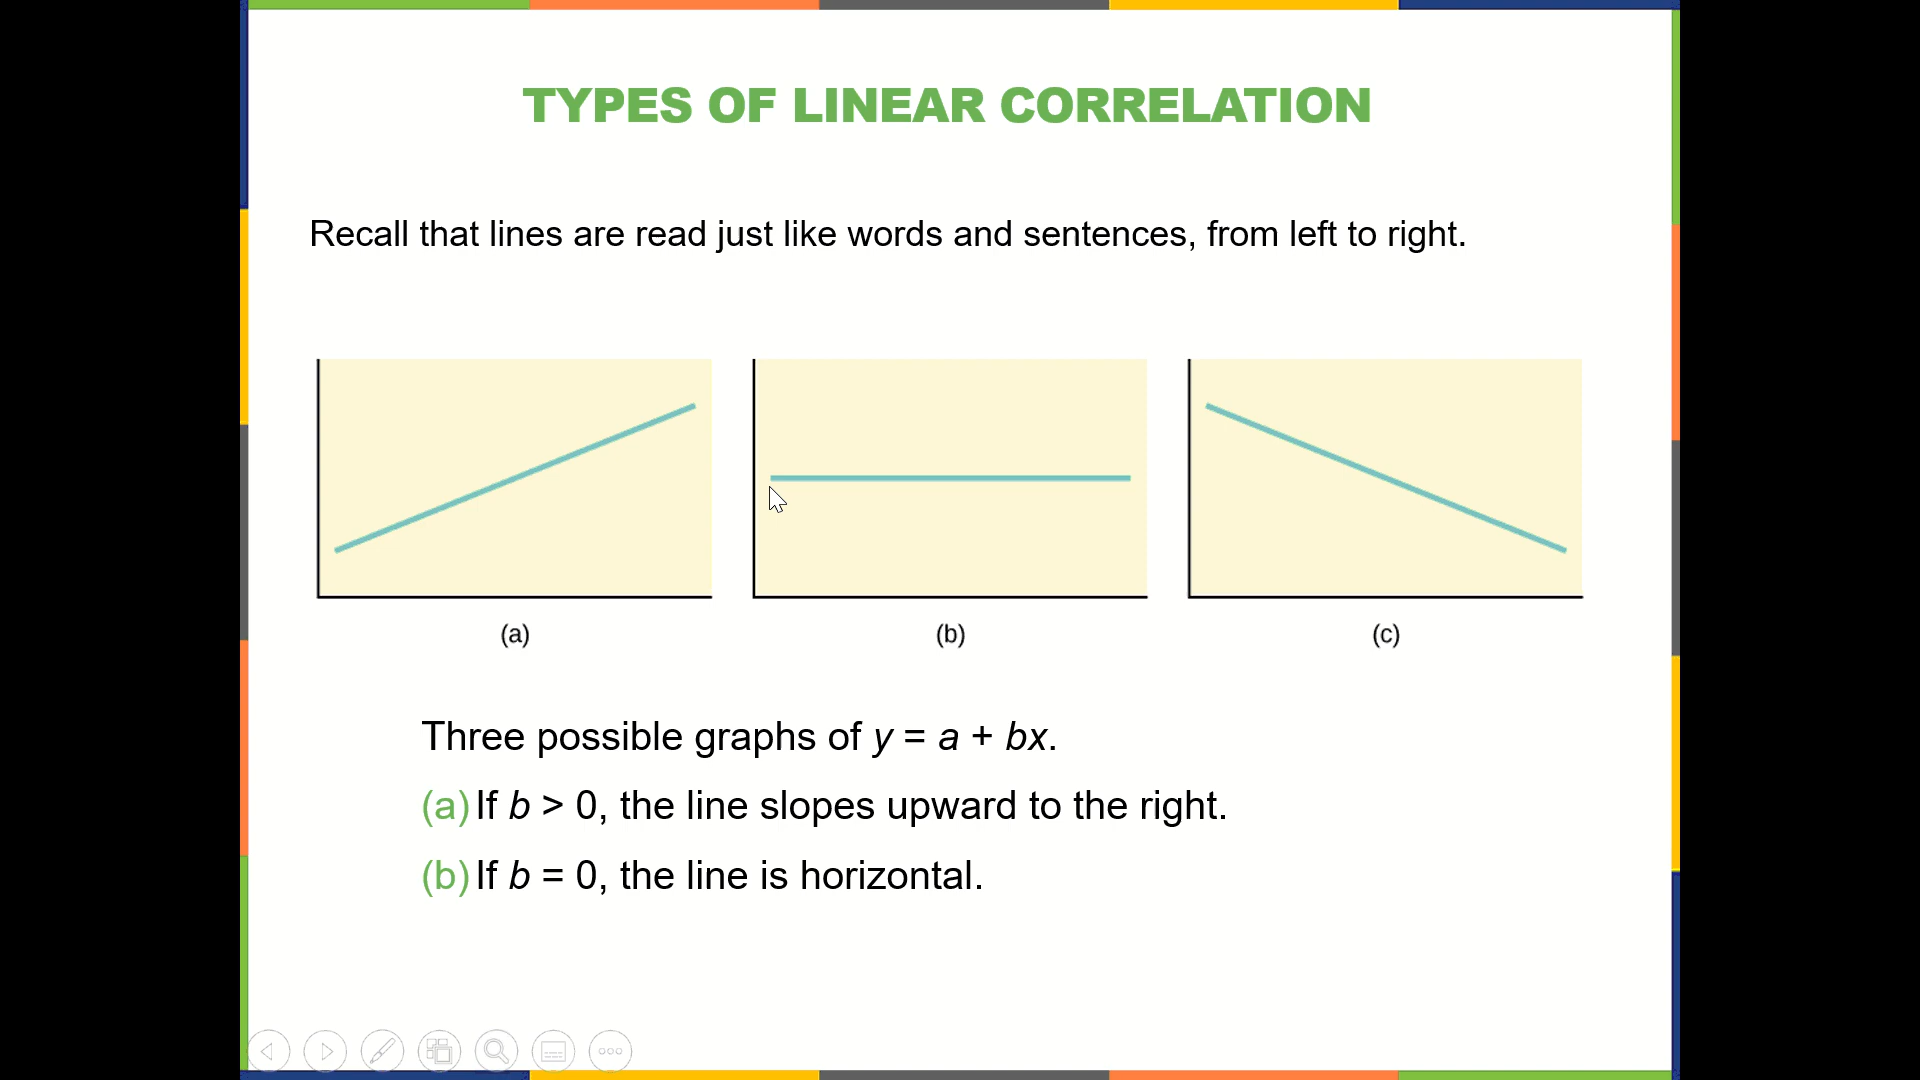 TYPES OF LINEAR CORRELATION
Recall that lines are read just like words and sentences, from left to right.
(a)
(b)
(c)
Three possible graphs of y = a + bx.
(a) If b > 0, the line slopes upward to the right.
(b) If b = 0, the line is horizontal.